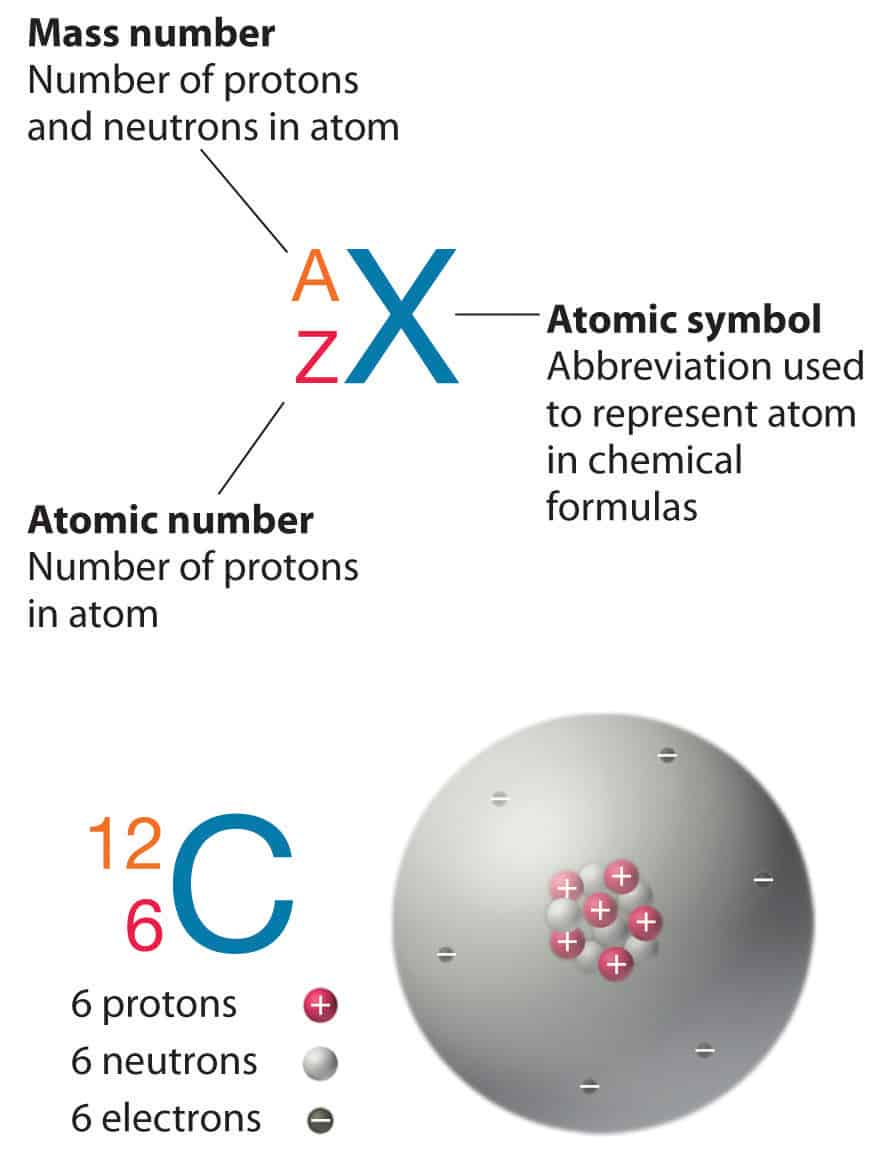 Mass number
Number of protons
and neutrons in atom
A
X
Z
Atomic symbol
Abbreviation used
to represent atom
in chemical
formulas
Atomic number
Number of protons
in atom
12
C
6
6 protons +
6 neutrons
6 electrons −
−
−
−
+
+
+
+
−
+
+
−
−